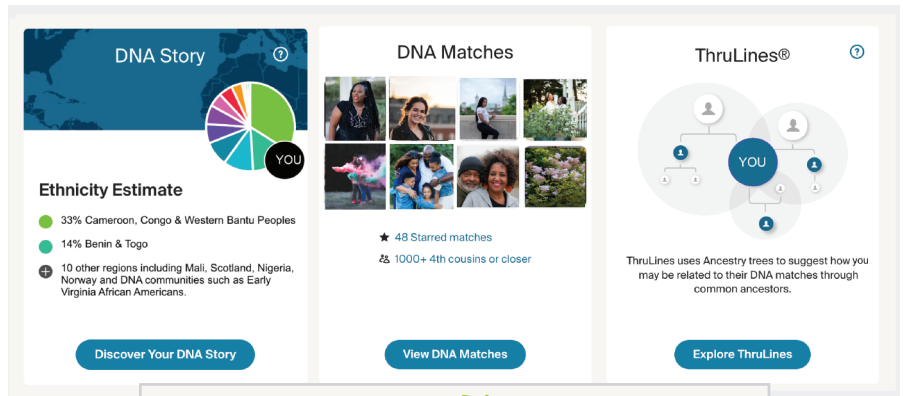 DNA Story
?
YOU
Ethnicity Estimate
33% Cameroon, Congo & Western Bantu Peoples
14% Benin & Togo
10 other regions including Mali, Scotland, Nigeria,
Norway and DNA communities such as Early
Virginia African Americans.
Discover Your DNA Story
DNA Matches
48 Starred matches
1000+ 4th cousins or closer
View DNA Matches
ThruLines®
?
YOU
ThruLines uses Ancestry trees to suggest how you
may be related to their DNA matches through
common ancestors.
Explore ThruLines